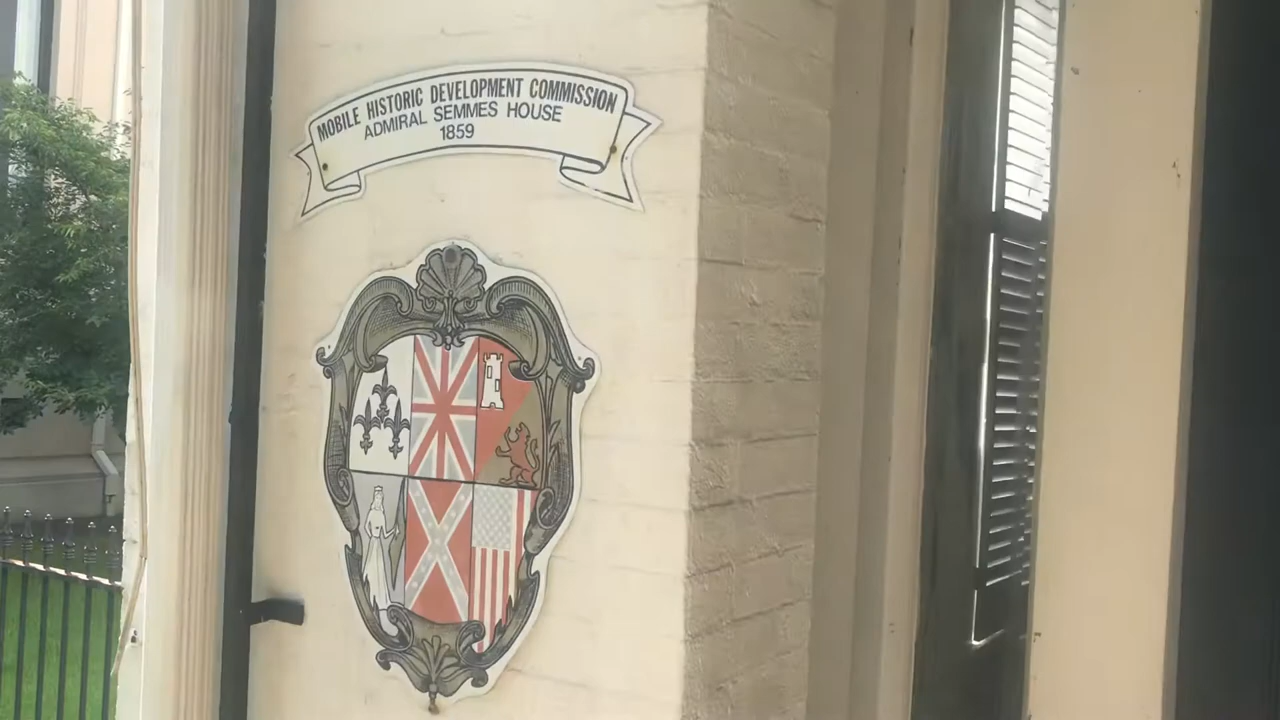 MOBILE HISTORIC DEVELOPMENT COMMISSION
ADMIRAL SEMMES HOUSE
1859